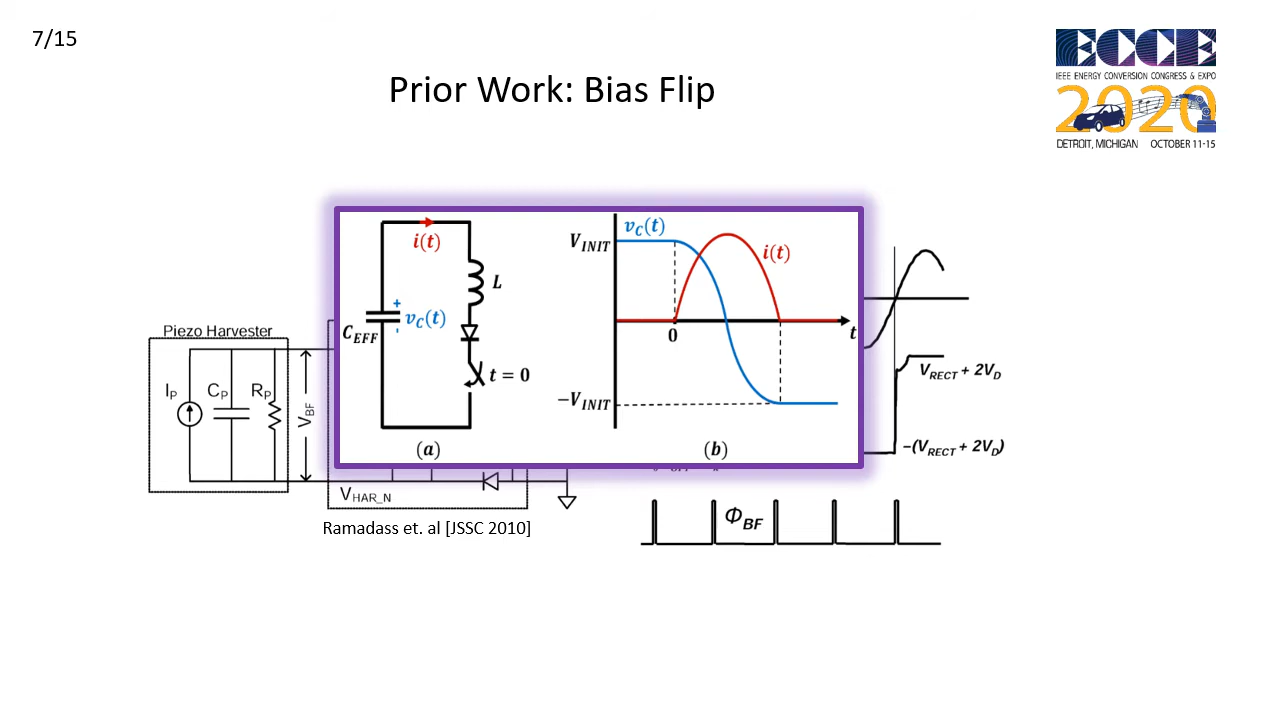 7/15
Prior Work: Bias Flip
ECCE
IEEE ENERGY CONVERSION CONGRESS & EXPO
2020
DETROIT, MICHIGAN OCTOBER 11-15
i(t)
L
C_EFF
+
v_C(t)
-
t = 0
(a)
v_C(t)
V_INIT
i(t)
0
t
−V_INIT
(b)
Piezo Harvester
I_P
C_P
R_P
V_BF
V_HAR_N
V_RECT + 2V_D
−(V_RECT + 2V_D)
Φ_BF
Ramadass et. al [JSSC 2010]